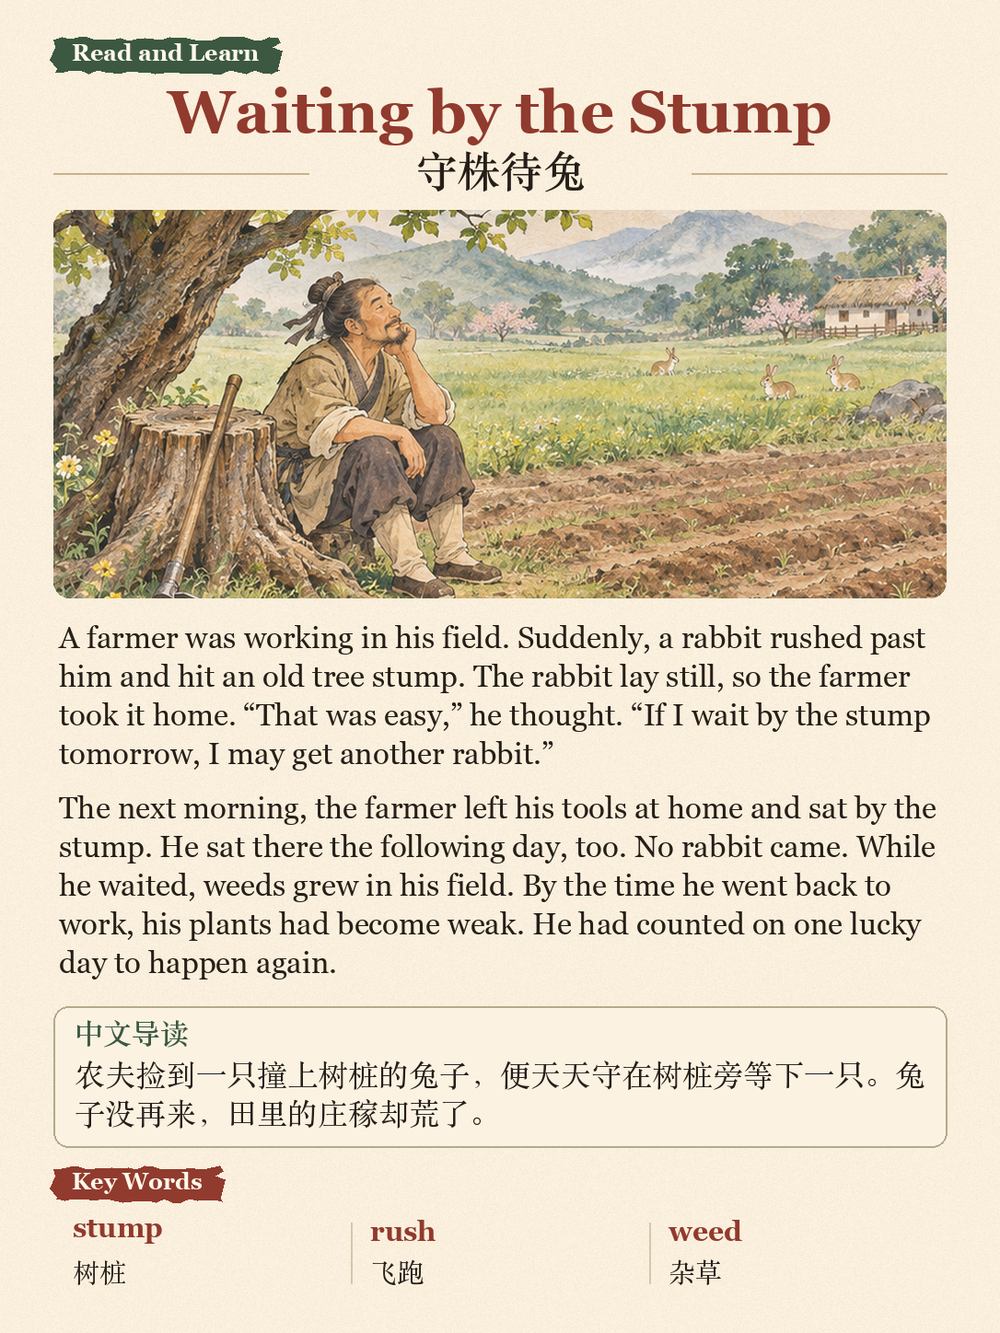 Read and Learn
Waiting by the Stump
守株待兔
A farmer was working in his field. Suddenly, a rabbit rushed past
him and hit an old tree stump. The rabbit lay still, so the farmer
took it home. “That was easy,” he thought. “If I wait by the stump
tomorrow, I may get another rabbit.”
The next morning, the farmer left his tools at home and sat by the
stump. He sat there the following day, too. No rabbit came. While
he waited, weeds grew in his field. By the time he went back to
work, his plants had become weak. He had counted on one lucky
day to happen again.
中文导读
农夫捡到一只撞上树桩的兔子，便天天守在树桩旁等下一只。兔
子没再来，田里的庄稼却荒了。
Key Words
stump
树桩
rush
飞跑
weed
杂草